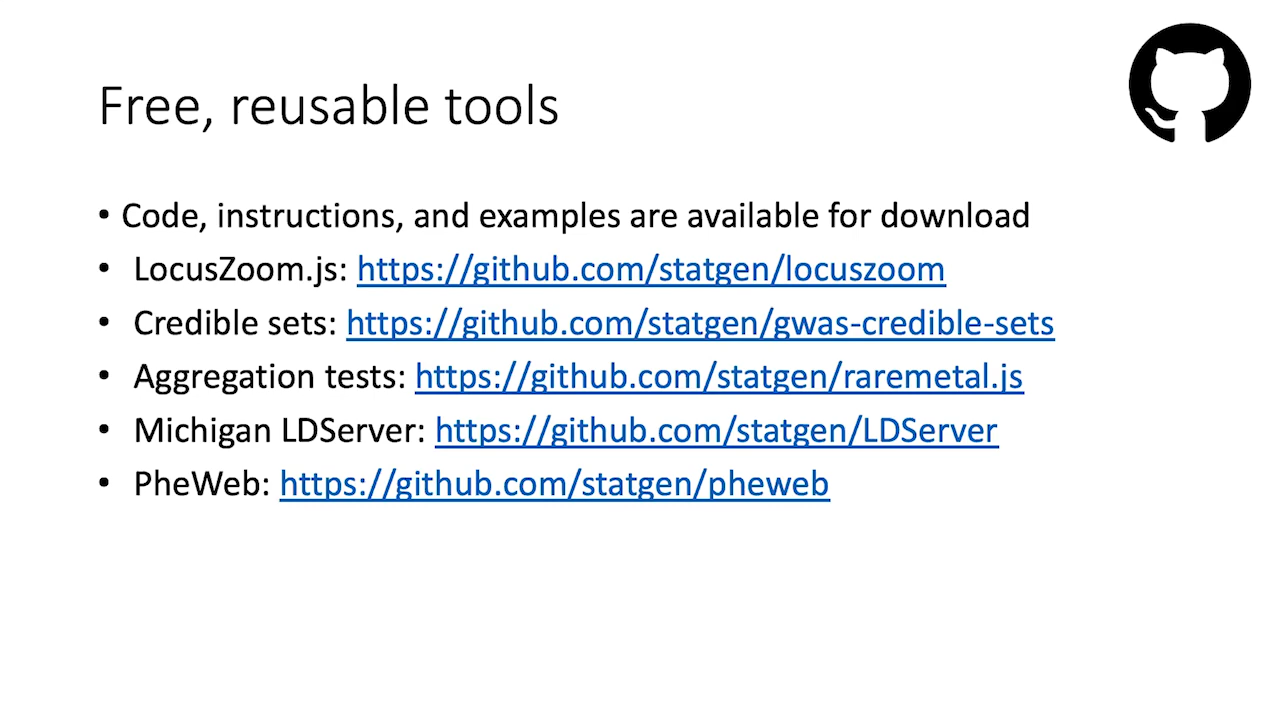 Free, reusable tools
• Code, instructions, and examples are available for download
• LocusZoom.js: https://github.com/statgen/locuszoom
• Credible sets: https://github.com/statgen/gwas-credible-sets
• Aggregation tests: https://github.com/statgen/raremetal.js
• Michigan LDServer: https://github.com/statgen/LDServer
• PheWeb: https://github.com/statgen/pheweb